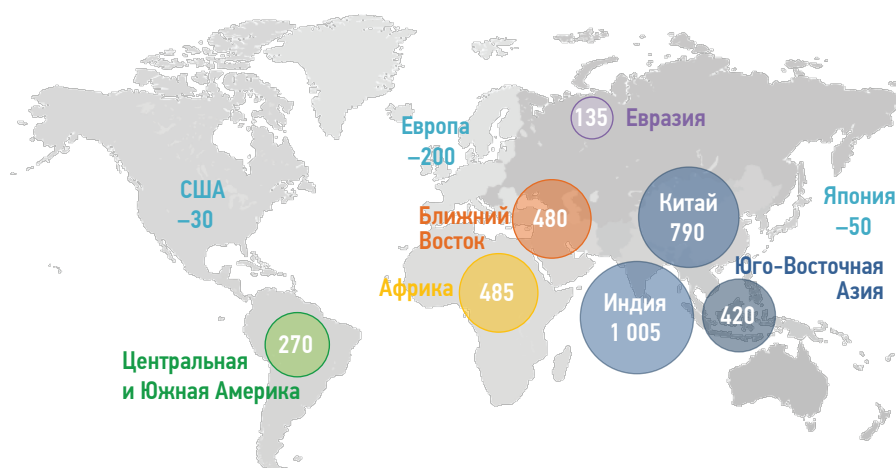 135
Евразия
Европа
–200
США
–30
Китай
790
Япония
–50
Ближний
Восток
480
Юго-Восточная
Азия
Африка
485
Индия
1 005
420
270
Центральная
и Южная Америка